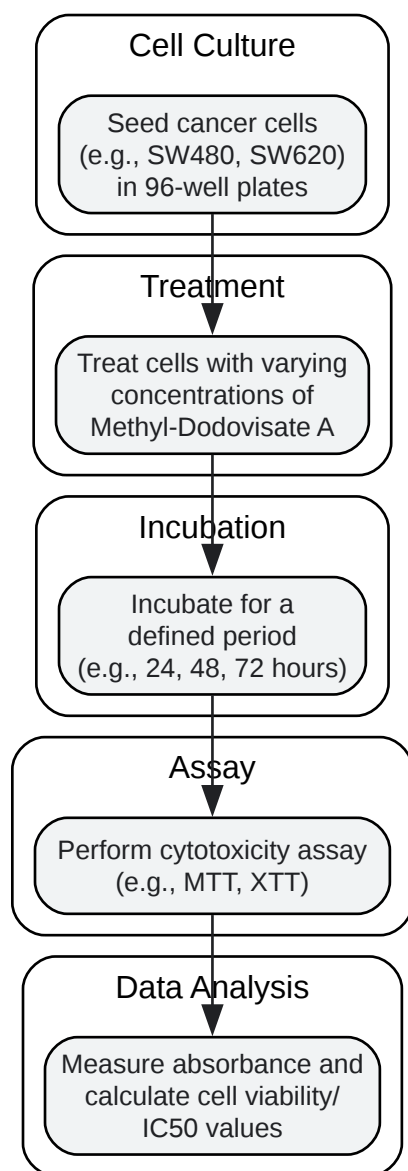 Cell Culture
Seed cancer cells
(e.g., SW480, SW620)
in 96-well plates
Treatment
Treat cells with varying
concentrations of
Methyl-Dodovisate A
Incubation
Incubate for a
defined period
(e.g., 24, 48, 72 hours)
Assay
Perform cytotoxicity assay
(e.g., MTT, XTT)
Data Analysis
Measure absorbance and
calculate cell viability/
IC50 values